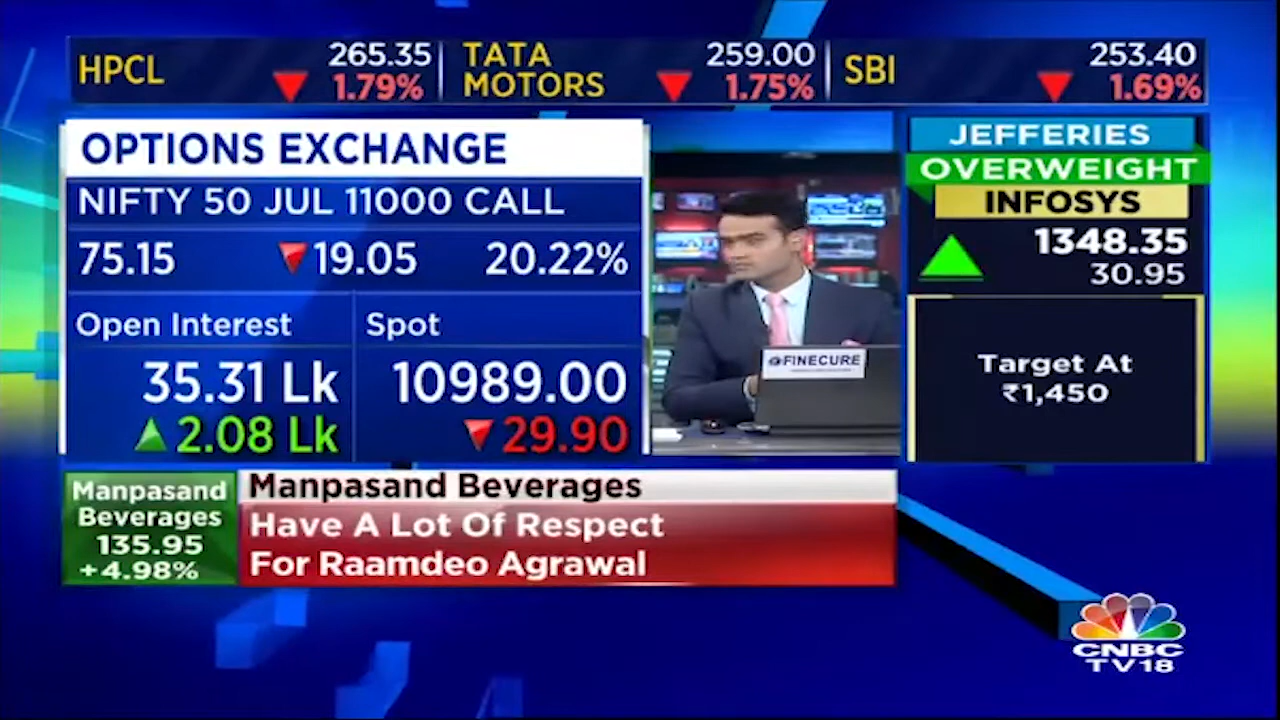 HPCL 265.35 1.79%
TATA MOTORS 259.00 1.75%
SBI 253.40 1.69%
OPTIONS EXCHANGE
NIFTY 50 JUL 11000 CALL
75.15 19.05 20.22%
Open Interest
35.31 Lk
2.08 Lk
Spot
10989.00
29.90
FINECURE
JEFFERIES
OVERWEIGHT
INFOSYS
1348.35
30.95
Target At
₹1,450
Manpasand
Beverages
135.95
+4.98%
Manpasand Beverages
Have A Lot Of Respect
For Raamdeo Agrawal
CNBC
TV18